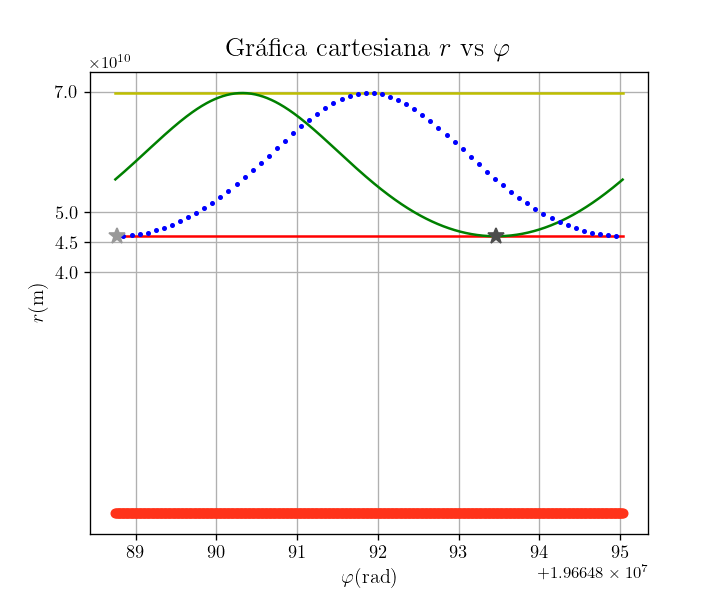 Gráfica cartesiana r vs φ
×10¹⁰
7.0
5.0
4.5
4.0
r(m)
89 90 91 92 93 94 95
φ(rad)
+1.96648 × 10⁷